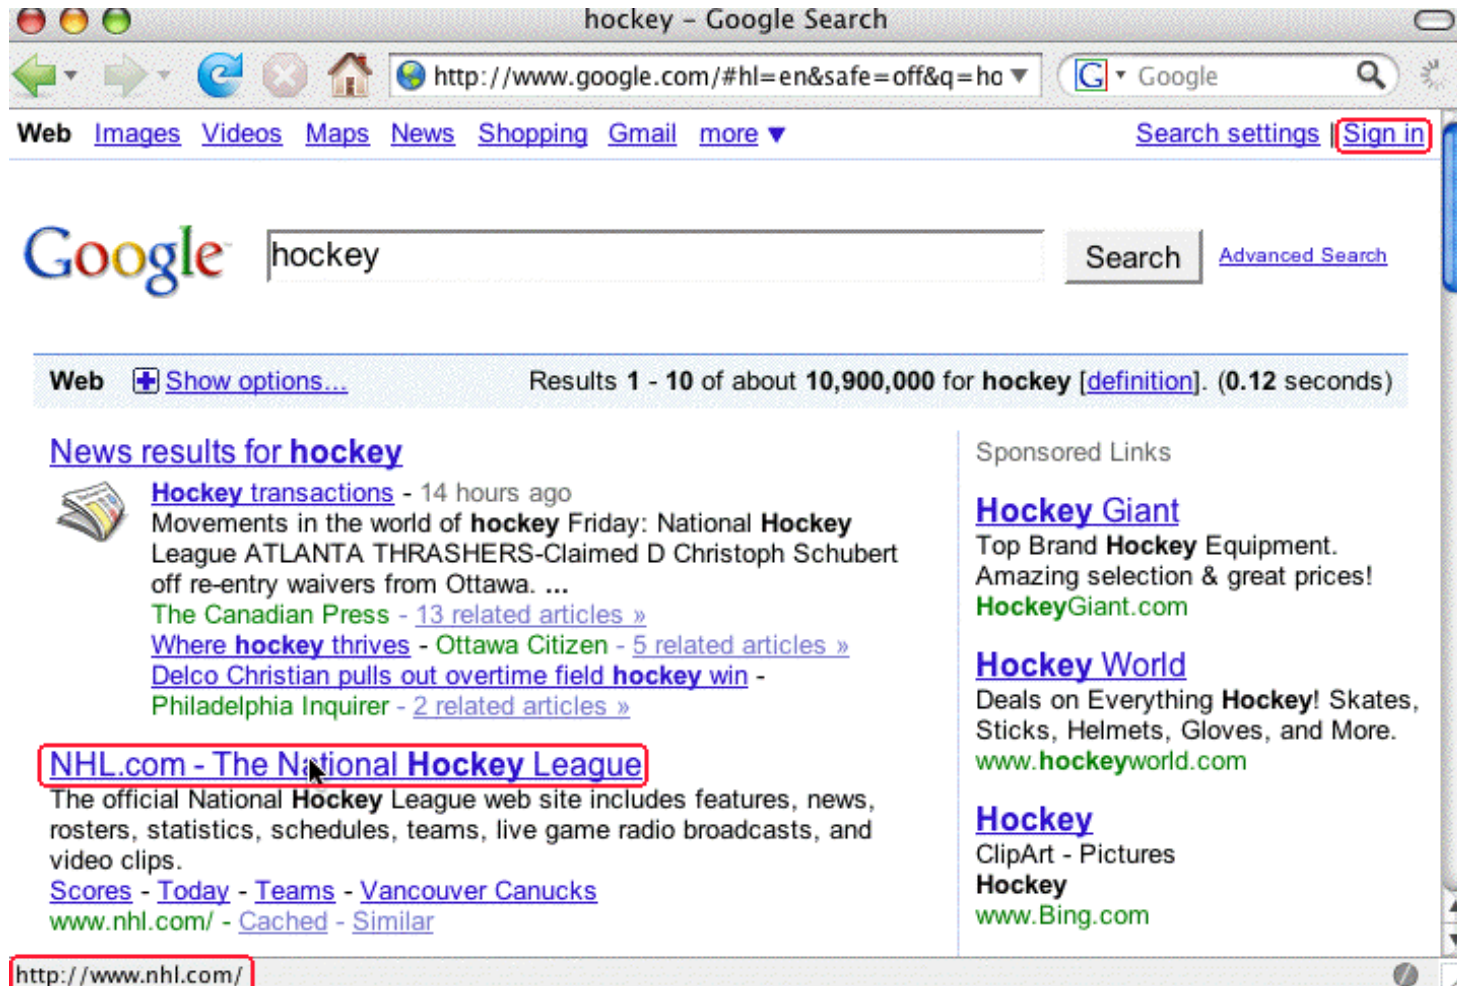 hockey – Google Search
http://www.google.com/#hl=en&safe=off&q=ho
G Google
Web Images Videos Maps News Shopping Gmail more ▼
Search settings | Sign in
Google
hockey
Search
Advanced Search
Web Show options...
Results 1 - 10 of about 10,900,000 for hockey [definition]. (0.12 seconds)
News results for hockey
Hockey transactions - 14 hours ago
Movements in the world of hockey Friday: National Hockey
League ATLANTA THRASHERS-Claimed D Christoph Schubert
off re-entry waivers from Ottawa. ...
The Canadian Press - 13 related articles »
Where hockey thrives - Ottawa Citizen - 5 related articles »
Delco Christian pulls out overtime field hockey win -
Philadelphia Inquirer - 2 related articles »
NHL.com - The National Hockey League
The official National Hockey League web site includes features, news,
rosters, statistics, schedules, teams, live game radio broadcasts, and
video clips.
Scores - Today - Teams - Vancouver Canucks
www.nhl.com/ - Cached - Similar
Sponsored Links
Hockey Giant
Top Brand Hockey Equipment.
Amazing selection & great prices!
HockeyGiant.com
Hockey World
Deals on Everything Hockey! Skates,
Sticks, Helmets, Gloves, and More.
www.hockeyworld.com
Hockey
ClipArt - Pictures
Hockey
www.Bing.com
http://www.nhl.com/